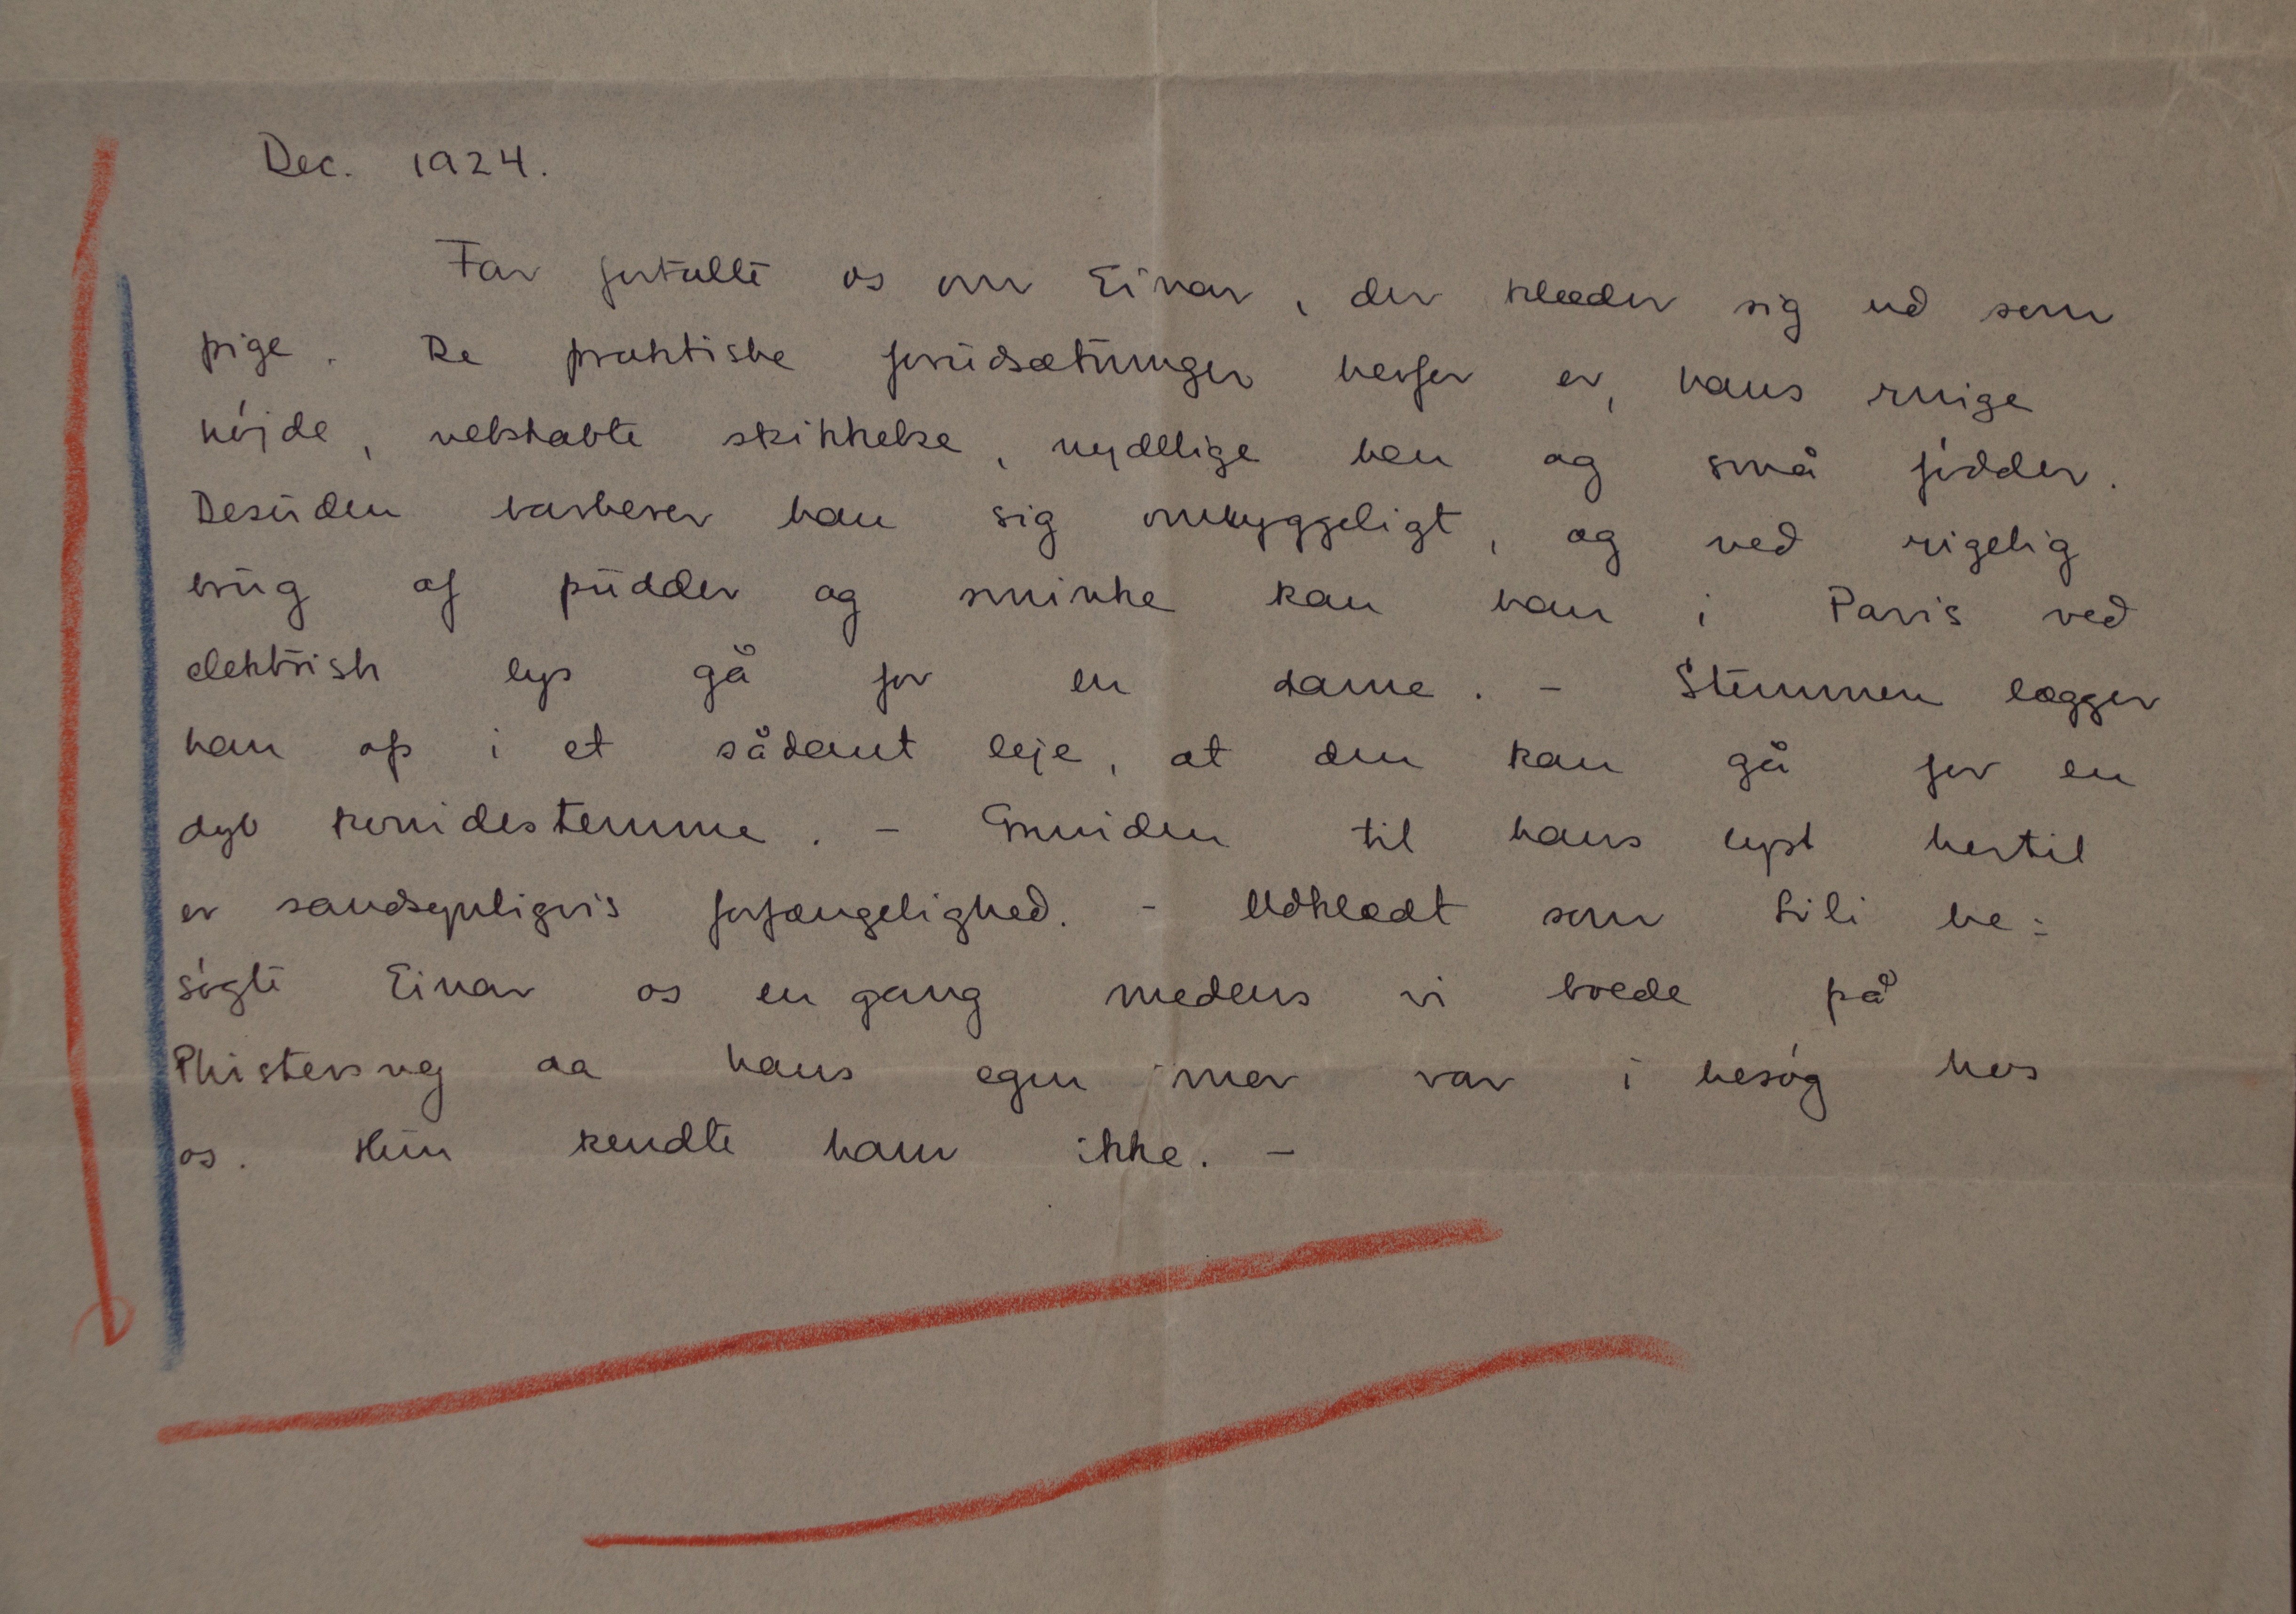 Dec. 1924.
Far fortalte os om Einar, der klæder sig ud som
pige. De praktiske forudsætninger herfor er, hans ringe
højde, velskabte skikkelse, nydelige ben og små fødder.
Desuden barberer han sig omhyggeligt, og ved rigelig
brug af pudder og sminke kan han i Paris ved
elektrisk lys gå for en dame. - Stemmen lægger
han op i et sådant leje, at den kan gå for en
dyb kvindestemme. - Grunden til hans lyst hertil
er sandsynligvis forfængelighed. - Udklædt som Lili be=
søgte Einar os en gang medens vi boede på
Phistersvej da hans egen mor var i besøg hos
os. Hun kendte ham ikke. -